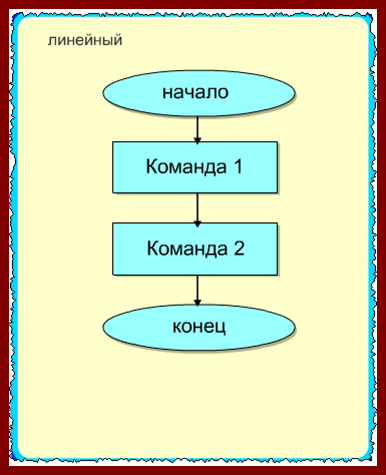 линейный
начало
Команда 1
Команда 2
конец